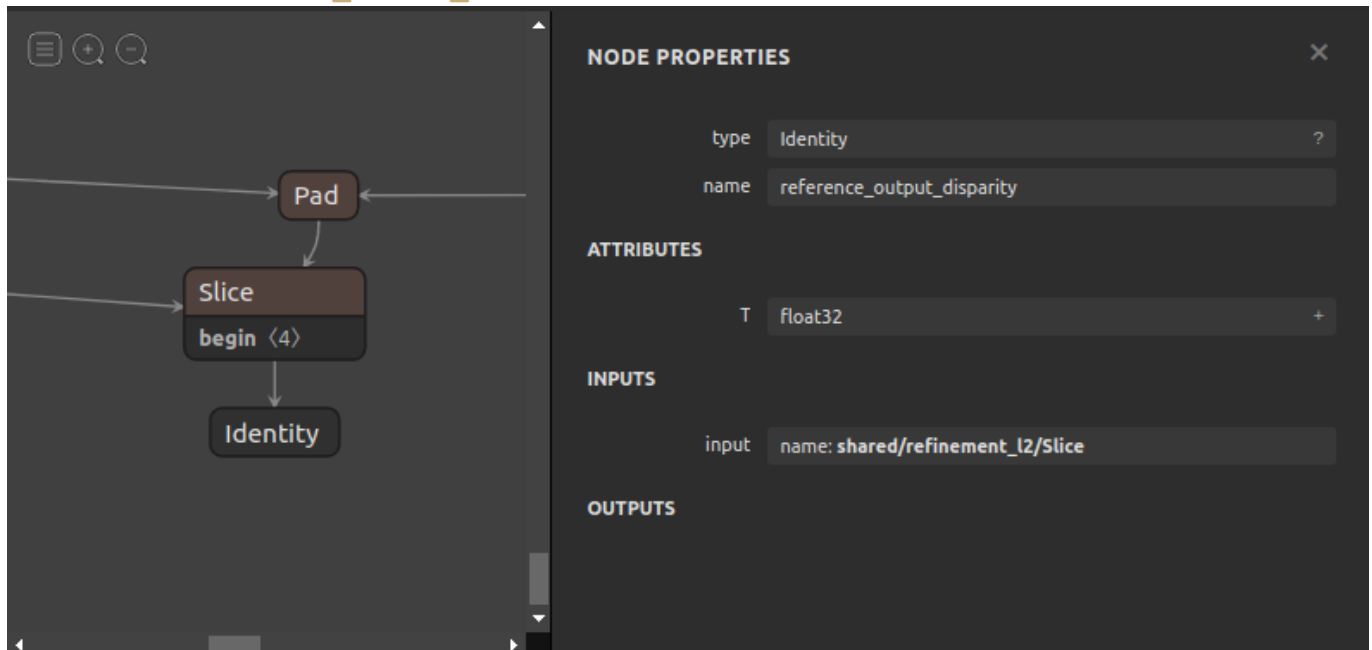 Pad
Slice
begin 〈4〉
Identity
NODE PROPERTIES
type Identity ?
name reference_output_disparity
ATTRIBUTES
T float32 +
INPUTS
input name: shared/refinement_l2/Slice
OUTPUTS